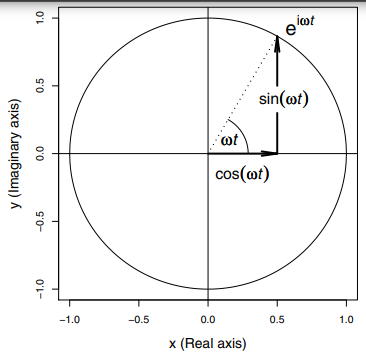 1.0
0.5
0.0
−0.5
−1.0
y (Imaginary axis)
e^{iωt}
sin(ωt)
ωt
cos(ωt)
−1.0 −0.5 0.0 0.5 1.0
x (Real axis)